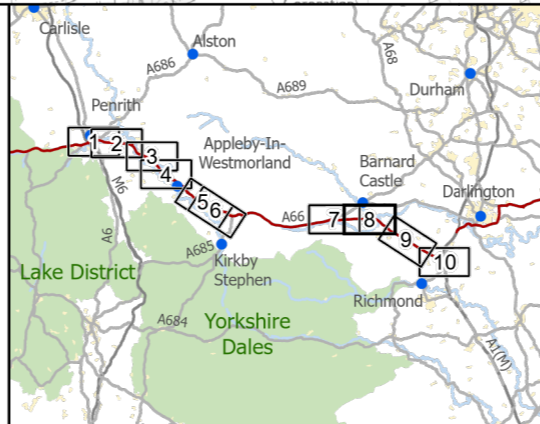 Carlisle
Alston
A68
A686
A689
Durham
Penrith
1
2
3
4
5
6
Appleby-In-
Westmorland
Barnard
Castle
Darlington
M6
A6
A66
7
8
9
10
A685
Kirkby
Stephen
Lake District
Richmond
A684
Yorkshire
Dales
A1(M)